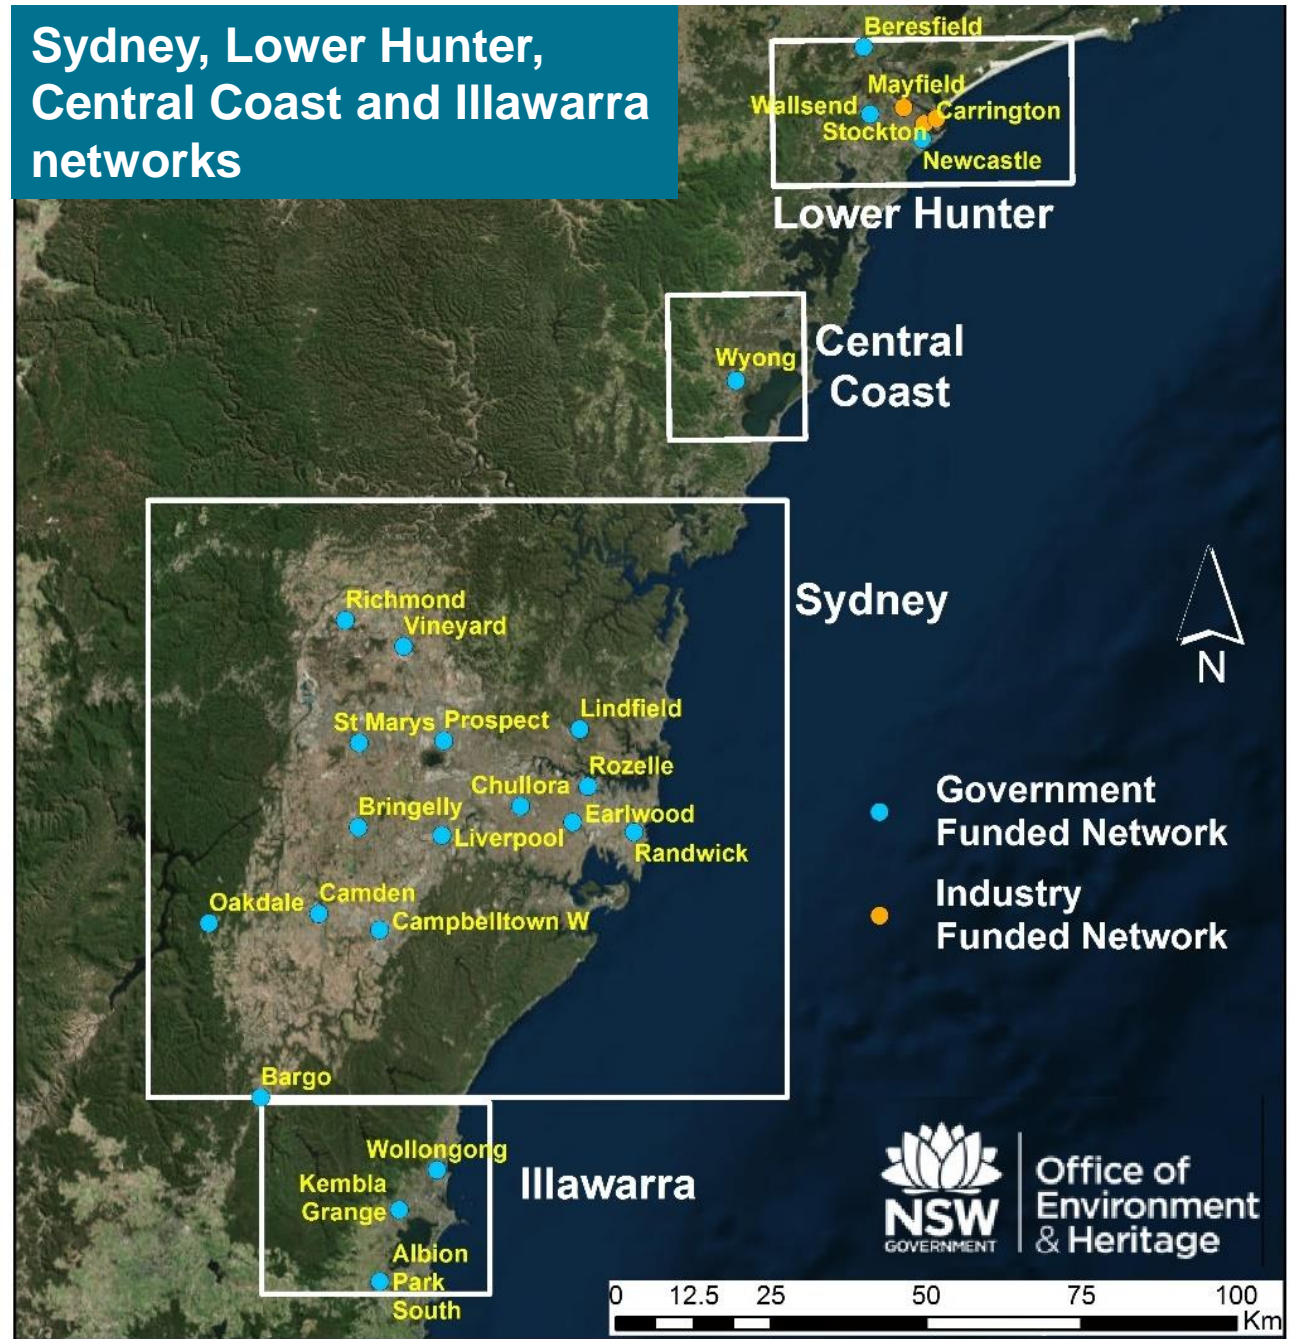 Sydney, Lower Hunter,
Central Coast and Illawarra
networks
Beresfield
Mayfield
Wallsend
Carrington
Stockton
Newcastle
Lower Hunter
Wyong
Central
Coast
Richmond
Vineyard
Sydney
N
St Marys
Prospect
Lindfield
Rozelle
Chullora
Bringelly
Earlwood
Liverpool
Randwick
Government
Funded Network
Industry
Funded Network
Oakdale
Camden
Campbelltown W
Bargo
Wollongong
Kembla
Grange
Illawarra
Albion
Park
South
NSW
GOVERNMENT
Office of
Environment
& Heritage
0 12.5 25 50 75 100
Km